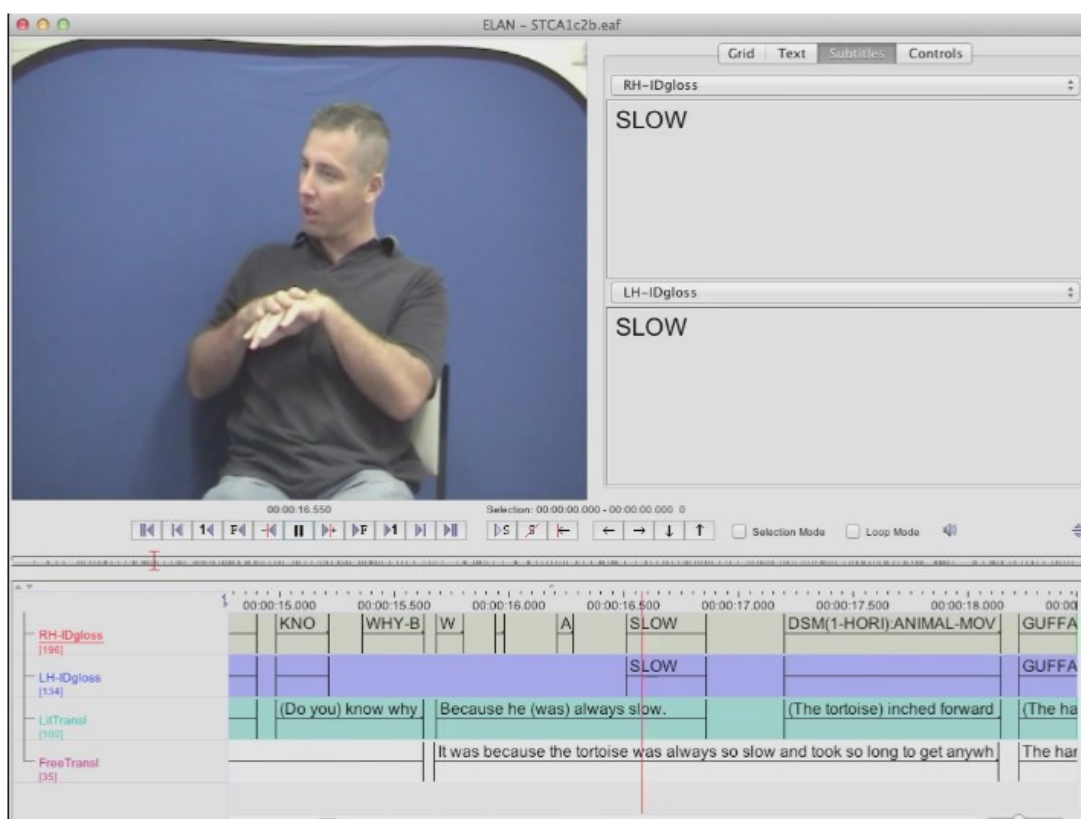 ELAN – STCA1c2b.eaf
Grid Text Subtitles Controls
RH-IDgloss
SLOW
LH-IDgloss
SLOW
00:00:16.550 Selection: 00:00:00.000 - 00:00:00.000 0
1 F F 1 S S Selection Mode Loop Mode
00:00:15.000 00:00:15.500 00:00:16.000 00:00:16.500 00:00:17.000 00:00:17.500 00:00:18.000 00:00
RH-IDgloss KNO WHY-B W A SLOW DSM(1-HORI):ANIMAL-MOV GUFFA
[196]
LH-IDgloss SLOW GUFFA
[134]
LitTransl (Do you) know why Because he (was) always slow. (The tortoise) inched forward (The ha
[100]
FreeTransl It was because the tortoise was always so slow and took so long to get anywh The har
[35]